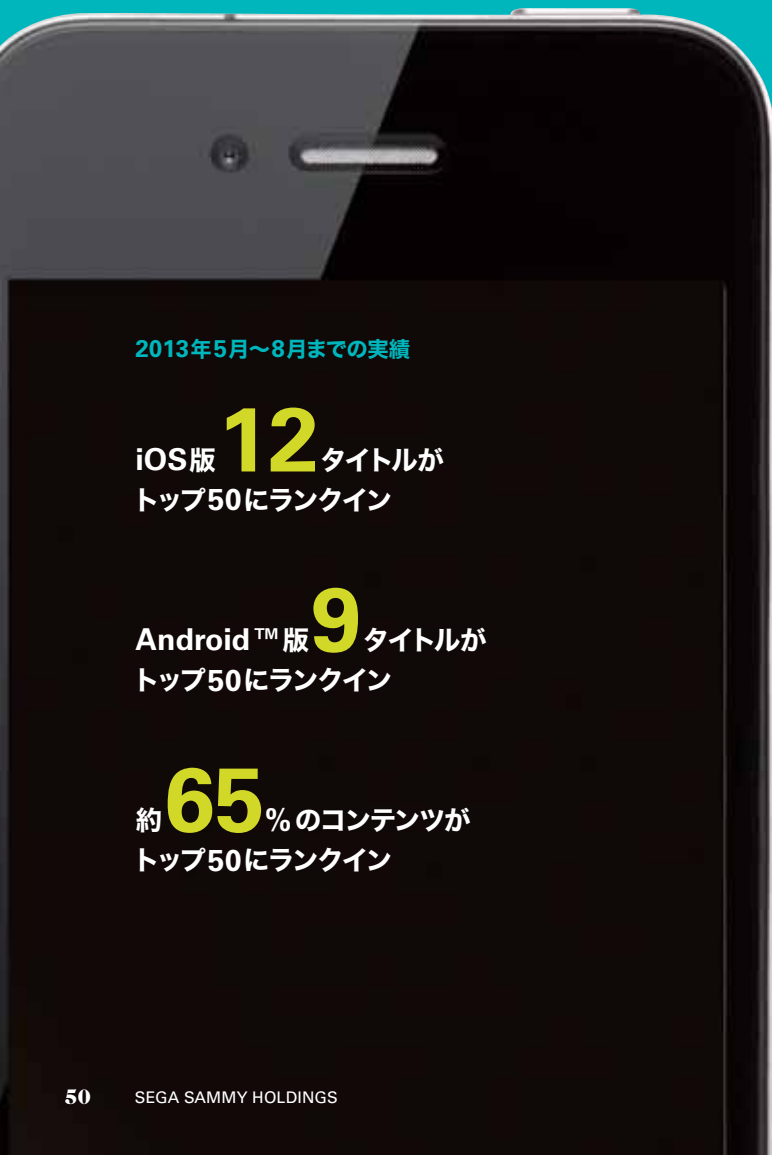 2013年5月〜8月までの実績
iOS版 12タイトルが
トップ50にランクイン
Android™版9タイトルが
トップ50にランクイン
約65%のコンテンツが
トップ50にランクイン
50 SEGA SAMMY HOLDINGS